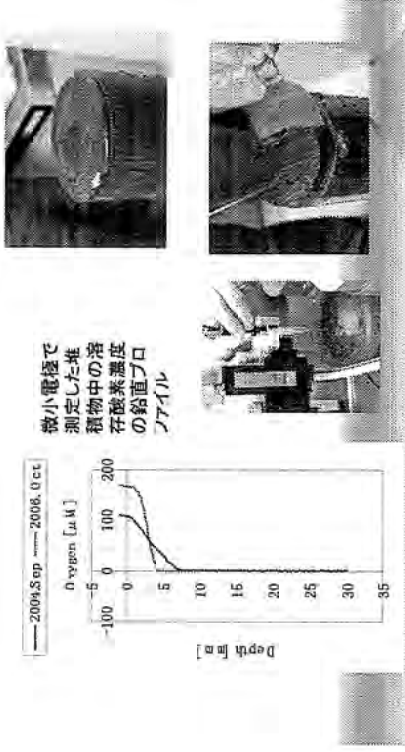 微小電極で
測定した堆
積物中の溶
存酸素濃度
の鉛直プロ
ファイル
2004.Sep 2006.Oct
Oxygen [μM]
-100 0 100 200
-5
0
5
10
15
20
25
30
35
Depth [mm]